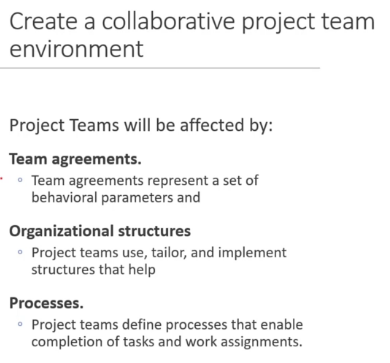 Create a collaborative project team
environment
Project Teams will be affected by:
Team agreements.
Team agreements represent a set of
behavioral parameters and
Organizational structures
Project teams use, tailor, and implement
structures that help
Processes.
Project teams define processes that enable
completion of tasks and work assignments.